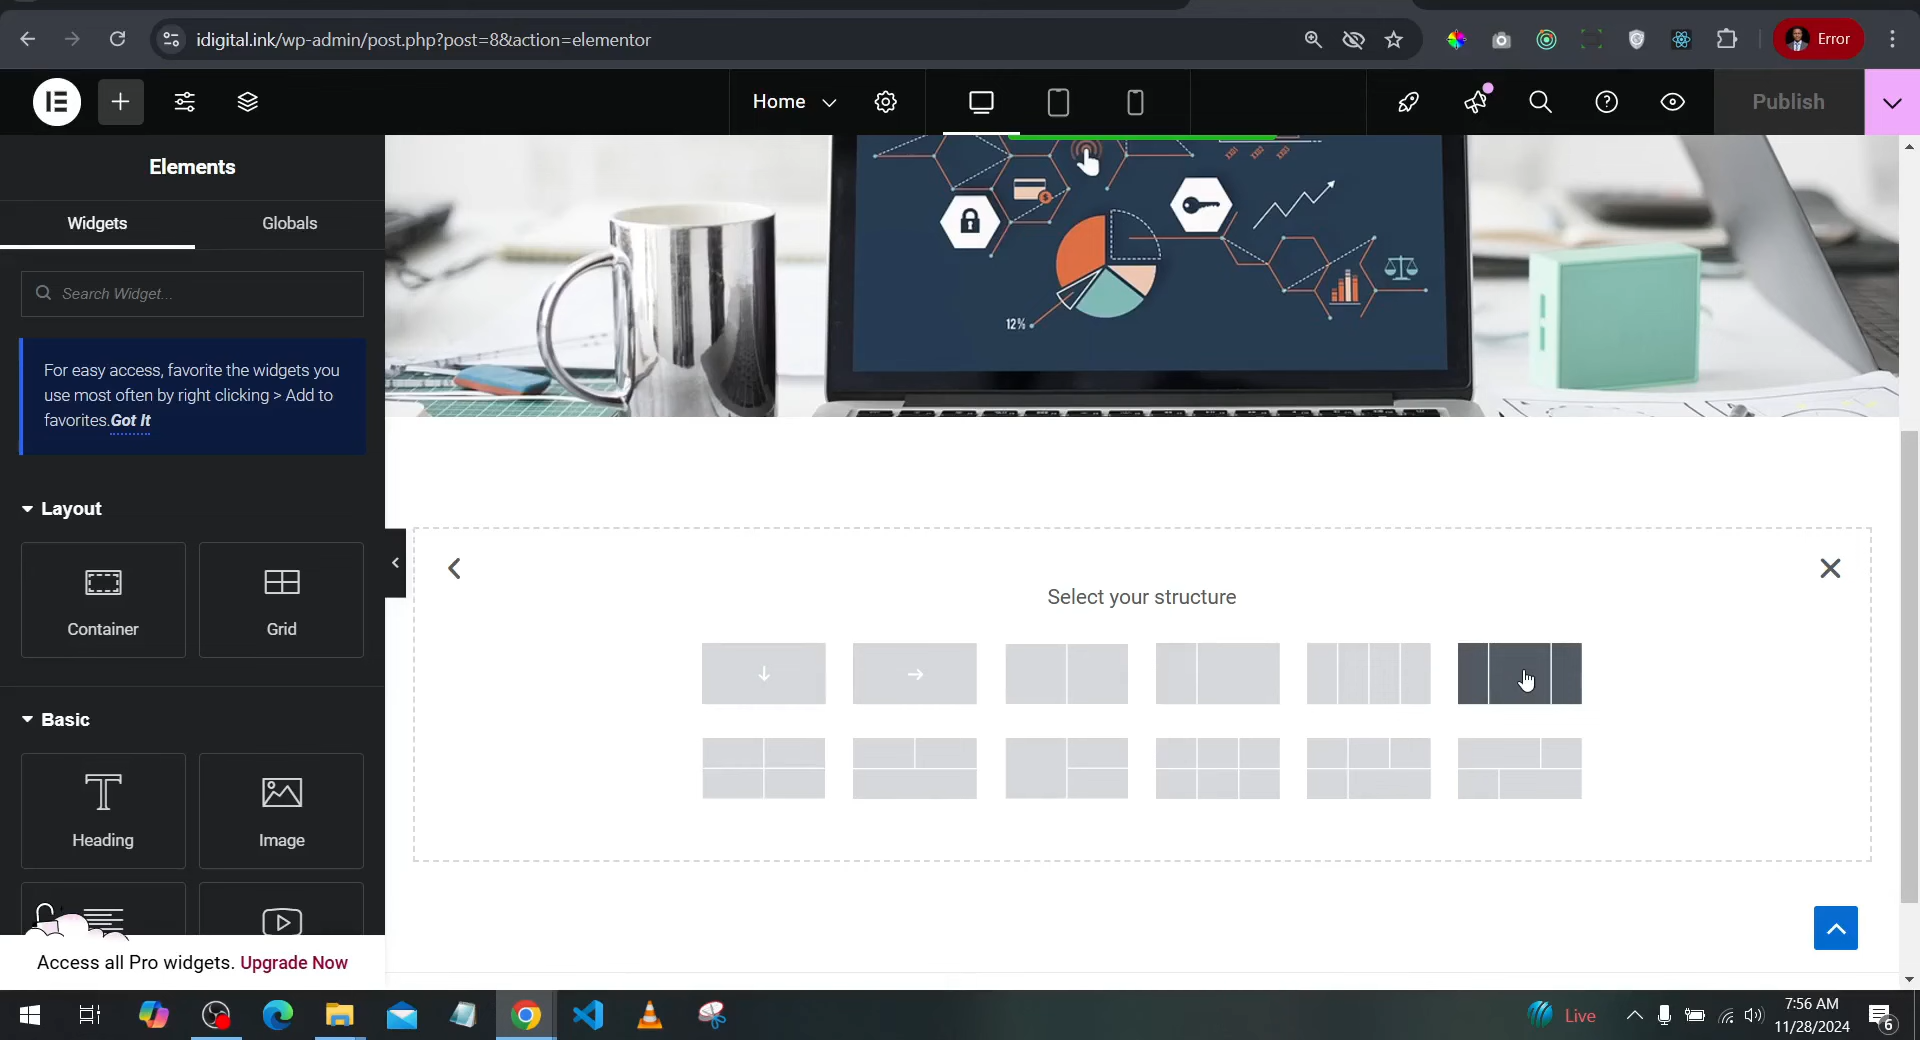 idigital.ink/wp-admin/post.php?post=8&action=elementor
Error
Home
Publish
Elements
Widgets
Globals
Search Widget...
For easy access, favorite the widgets you
use most often by right clicking > Add to
favorites.Got It
12%
Layout
Container
Grid
Select your structure
Basic
Heading
Image
Access all Pro widgets. Upgrade Now
Live
7:56 AM
11/28/2024
6